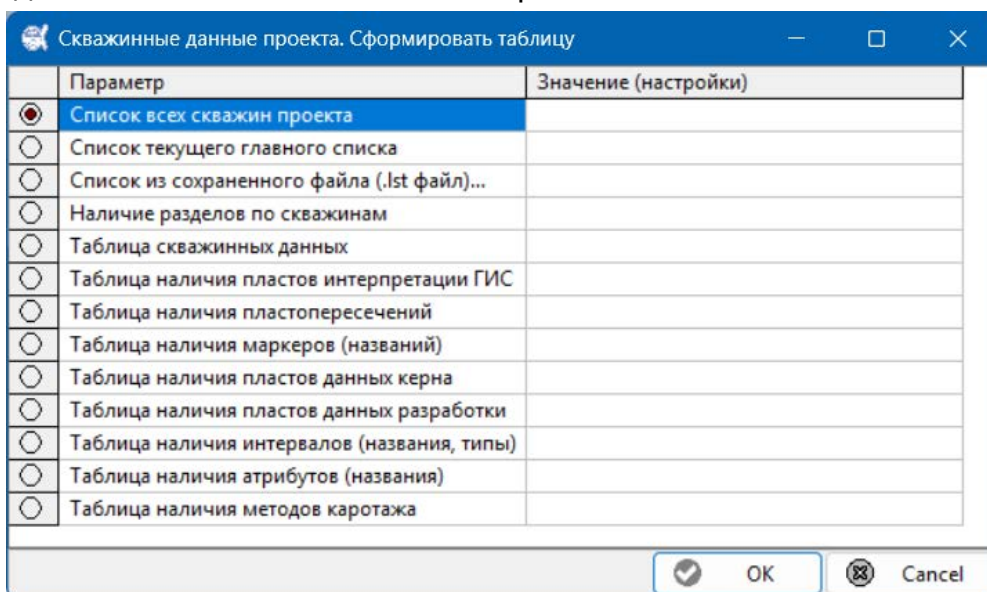 Скважинные данные проекта. Сформировать таблицу
Параметр Значение (настройки)
Список всех скважин проекта
Список текущего главного списка
Список из сохраненного файла (.lst файл)...
Наличие разделов по скважинам
Таблица скважинных данных
Таблица наличия пластов интерпретации ГИС
Таблица наличия пластопересечений
Таблица наличия маркеров (названий)
Таблица наличия пластов данных керна
Таблица наличия пластов данных разработки
Таблица наличия интервалов (названия, типы)
Таблица наличия атрибутов (названия)
Таблица наличия методов каротажа
OK Cancel